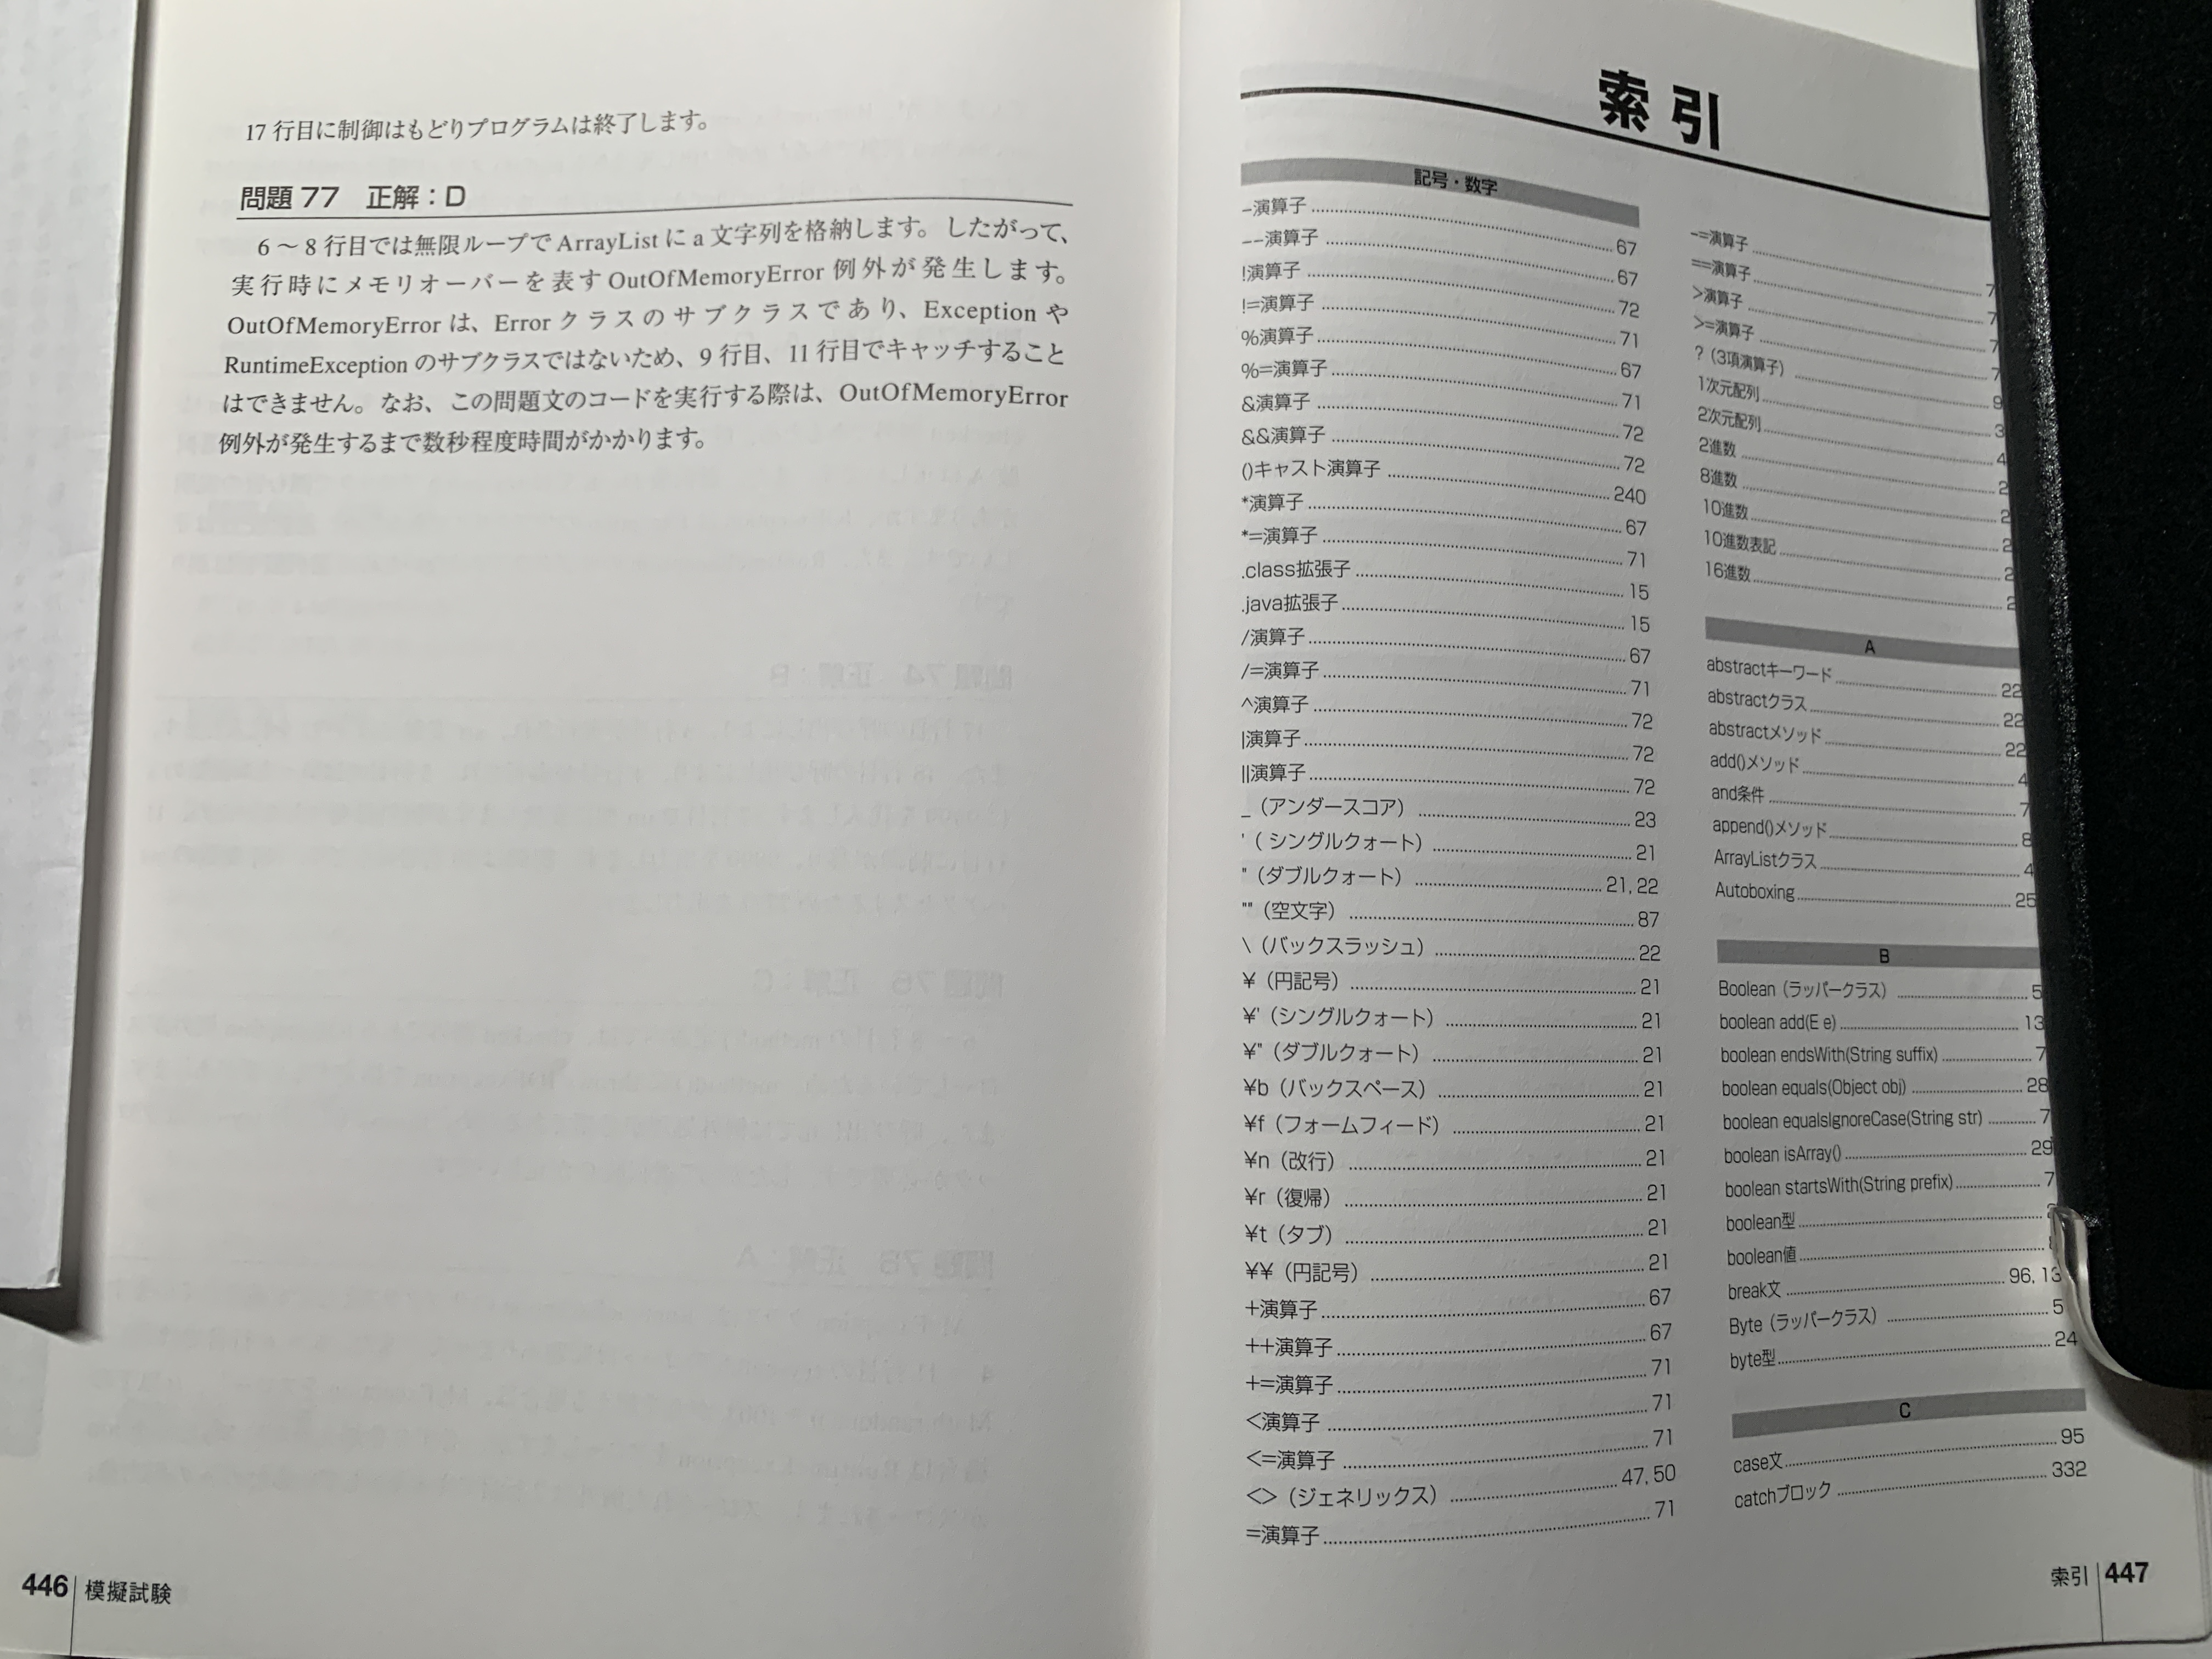 17 行目に制御はもどりプログラムは終了します。
問題 77 正解：D
6 ～ 8 行目では無限ループで ArrayList に a 文字列を格納します。したがって、
実行時にメモリオーバーを表す OutOfMemoryError 例外が発生します。
OutOfMemoryError は、Error クラスのサブクラスであり、Exception や
RuntimeException のサブクラスではないため、9 行目、11 行目でキャッチすること
はできません。なお、この問題文のコードを実行する際は、OutOfMemoryError
例外が発生するまで数秒程度時間がかかります。
446 模擬試験
索引
記号・数字
-演算子 67
--演算子 67
!演算子 72
!=演算子 71
%演算子 67
%=演算子 71
&演算子 72
&&演算子 72
()キャスト演算子 240
*演算子 67
*=演算子 71
.class拡張子 15
.java拡張子 15
/演算子 67
/=演算子 71
^演算子 72
|演算子 72
||演算子 72
_（アンダースコア） 23
'（シングルクォート） 21
"（ダブルクォート） 21, 22
""（空文字） 87
\（バックスラッシュ） 22
¥（円記号） 21
¥'（シングルクォート） 21
¥"（ダブルクォート） 21
¥b（バックスペース） 21
¥f（フォームフィード） 21
¥n（改行） 21
¥r（復帰） 21
¥t（タブ） 21
¥¥（円記号） 21
+演算子 67
++演算子 67
+=演算子 71
<演算子 71
<=演算子 71
<>（ジェネリックス） 47, 50
=演算子 71
-=演算子
==演算子
>演算子
>=演算子
?（3項演算子）
1次元配列
2次元配列
2進数
8進数
10進数
10進数表記
16進数
A
abstractキーワード
abstractクラス
abstractメソッド
add()メソッド
and条件
append()メソッド
ArrayListクラス
Autoboxing
B
Boolean（ラッパークラス）
boolean add(E e)
boolean endsWith(String suffix)
boolean equals(Object obj)
boolean equalsIgnoreCase(String str)
boolean isArray()
boolean startsWith(String prefix)
boolean型
boolean値
break文 96,
Byte（ラッパークラス）
byte型
C
case文 95
catchブロック 332
索引 447